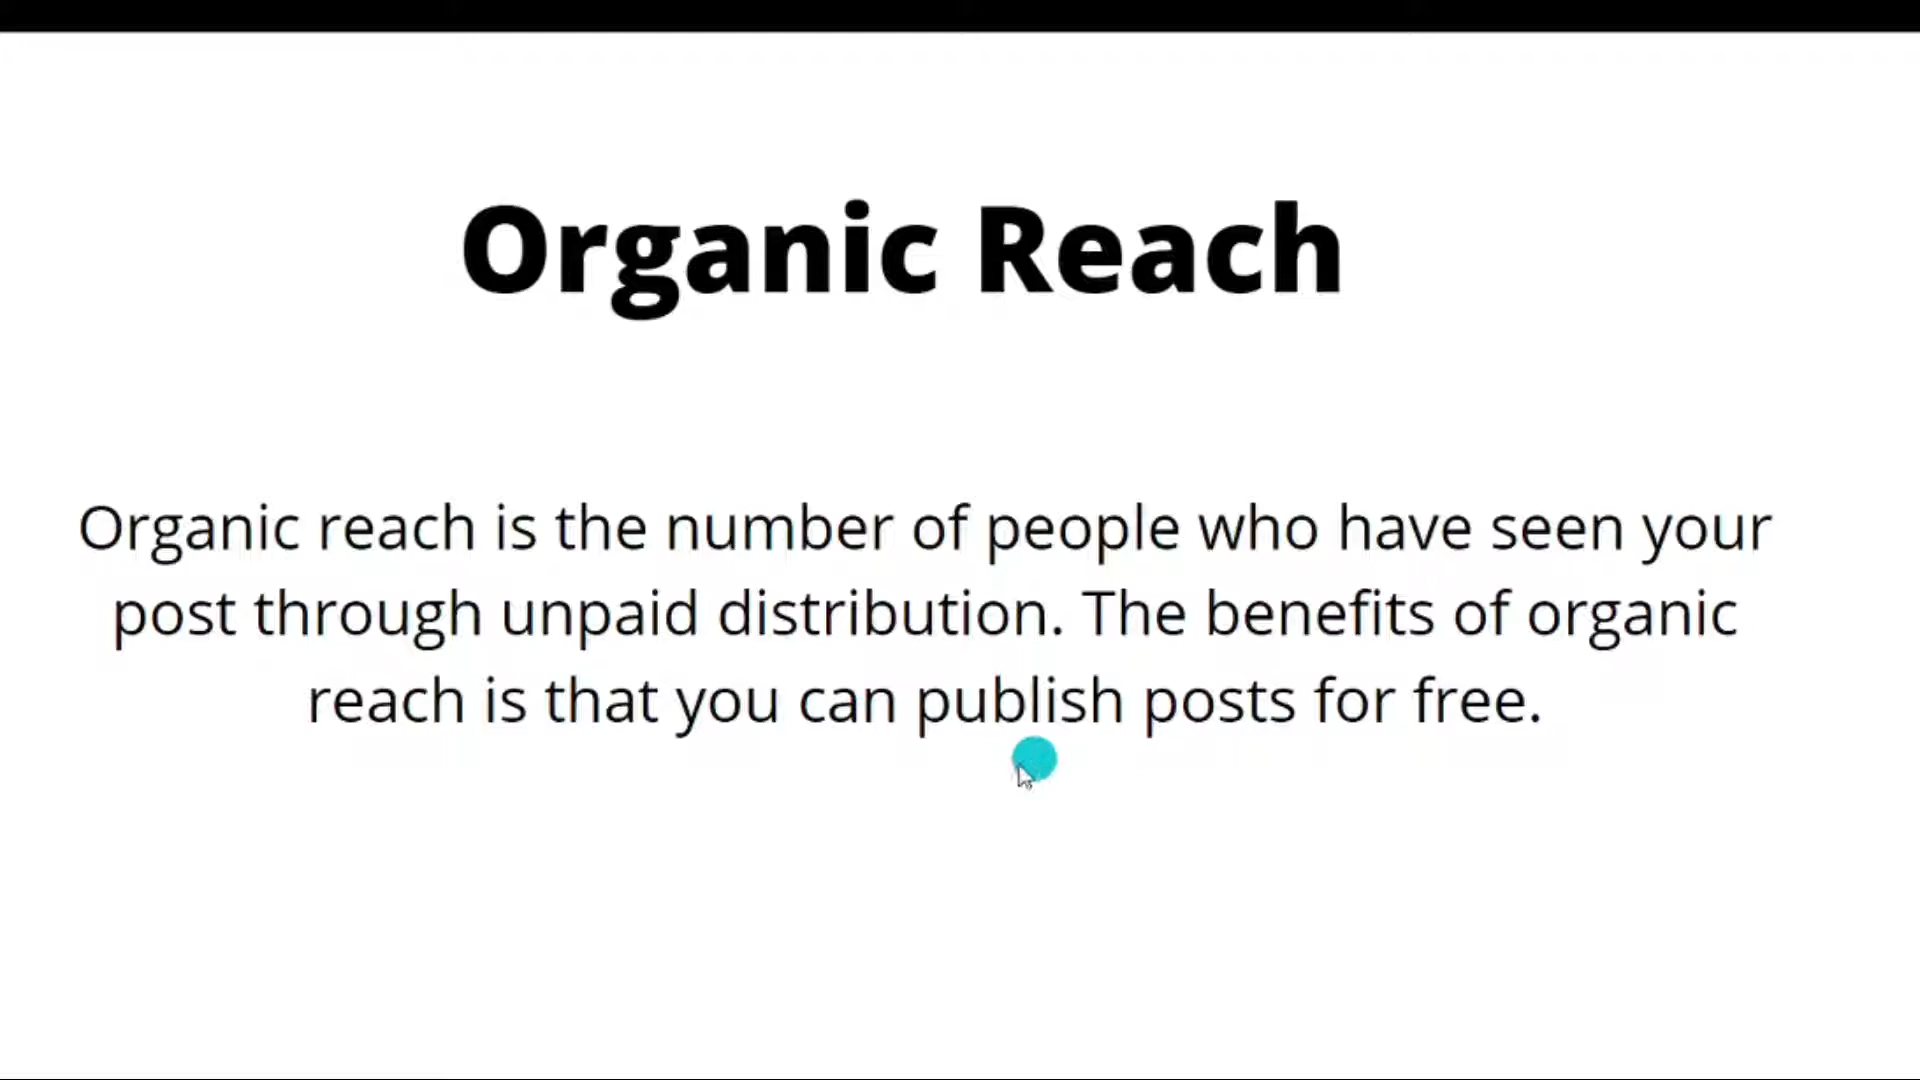 Organic Reach
Organic reach is the number of people who have seen your
post through unpaid distribution. The benefits of organic
reach is that you can publish posts for free.